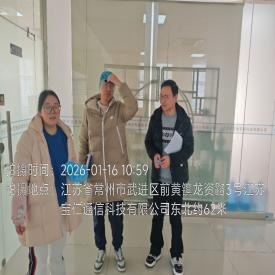 拍摄时间：2026-01-16 10:59
拍摄地点：江苏省常州市武进区前黄镇龙资路3号江苏
宝仁通信科技有限公司东北约62米